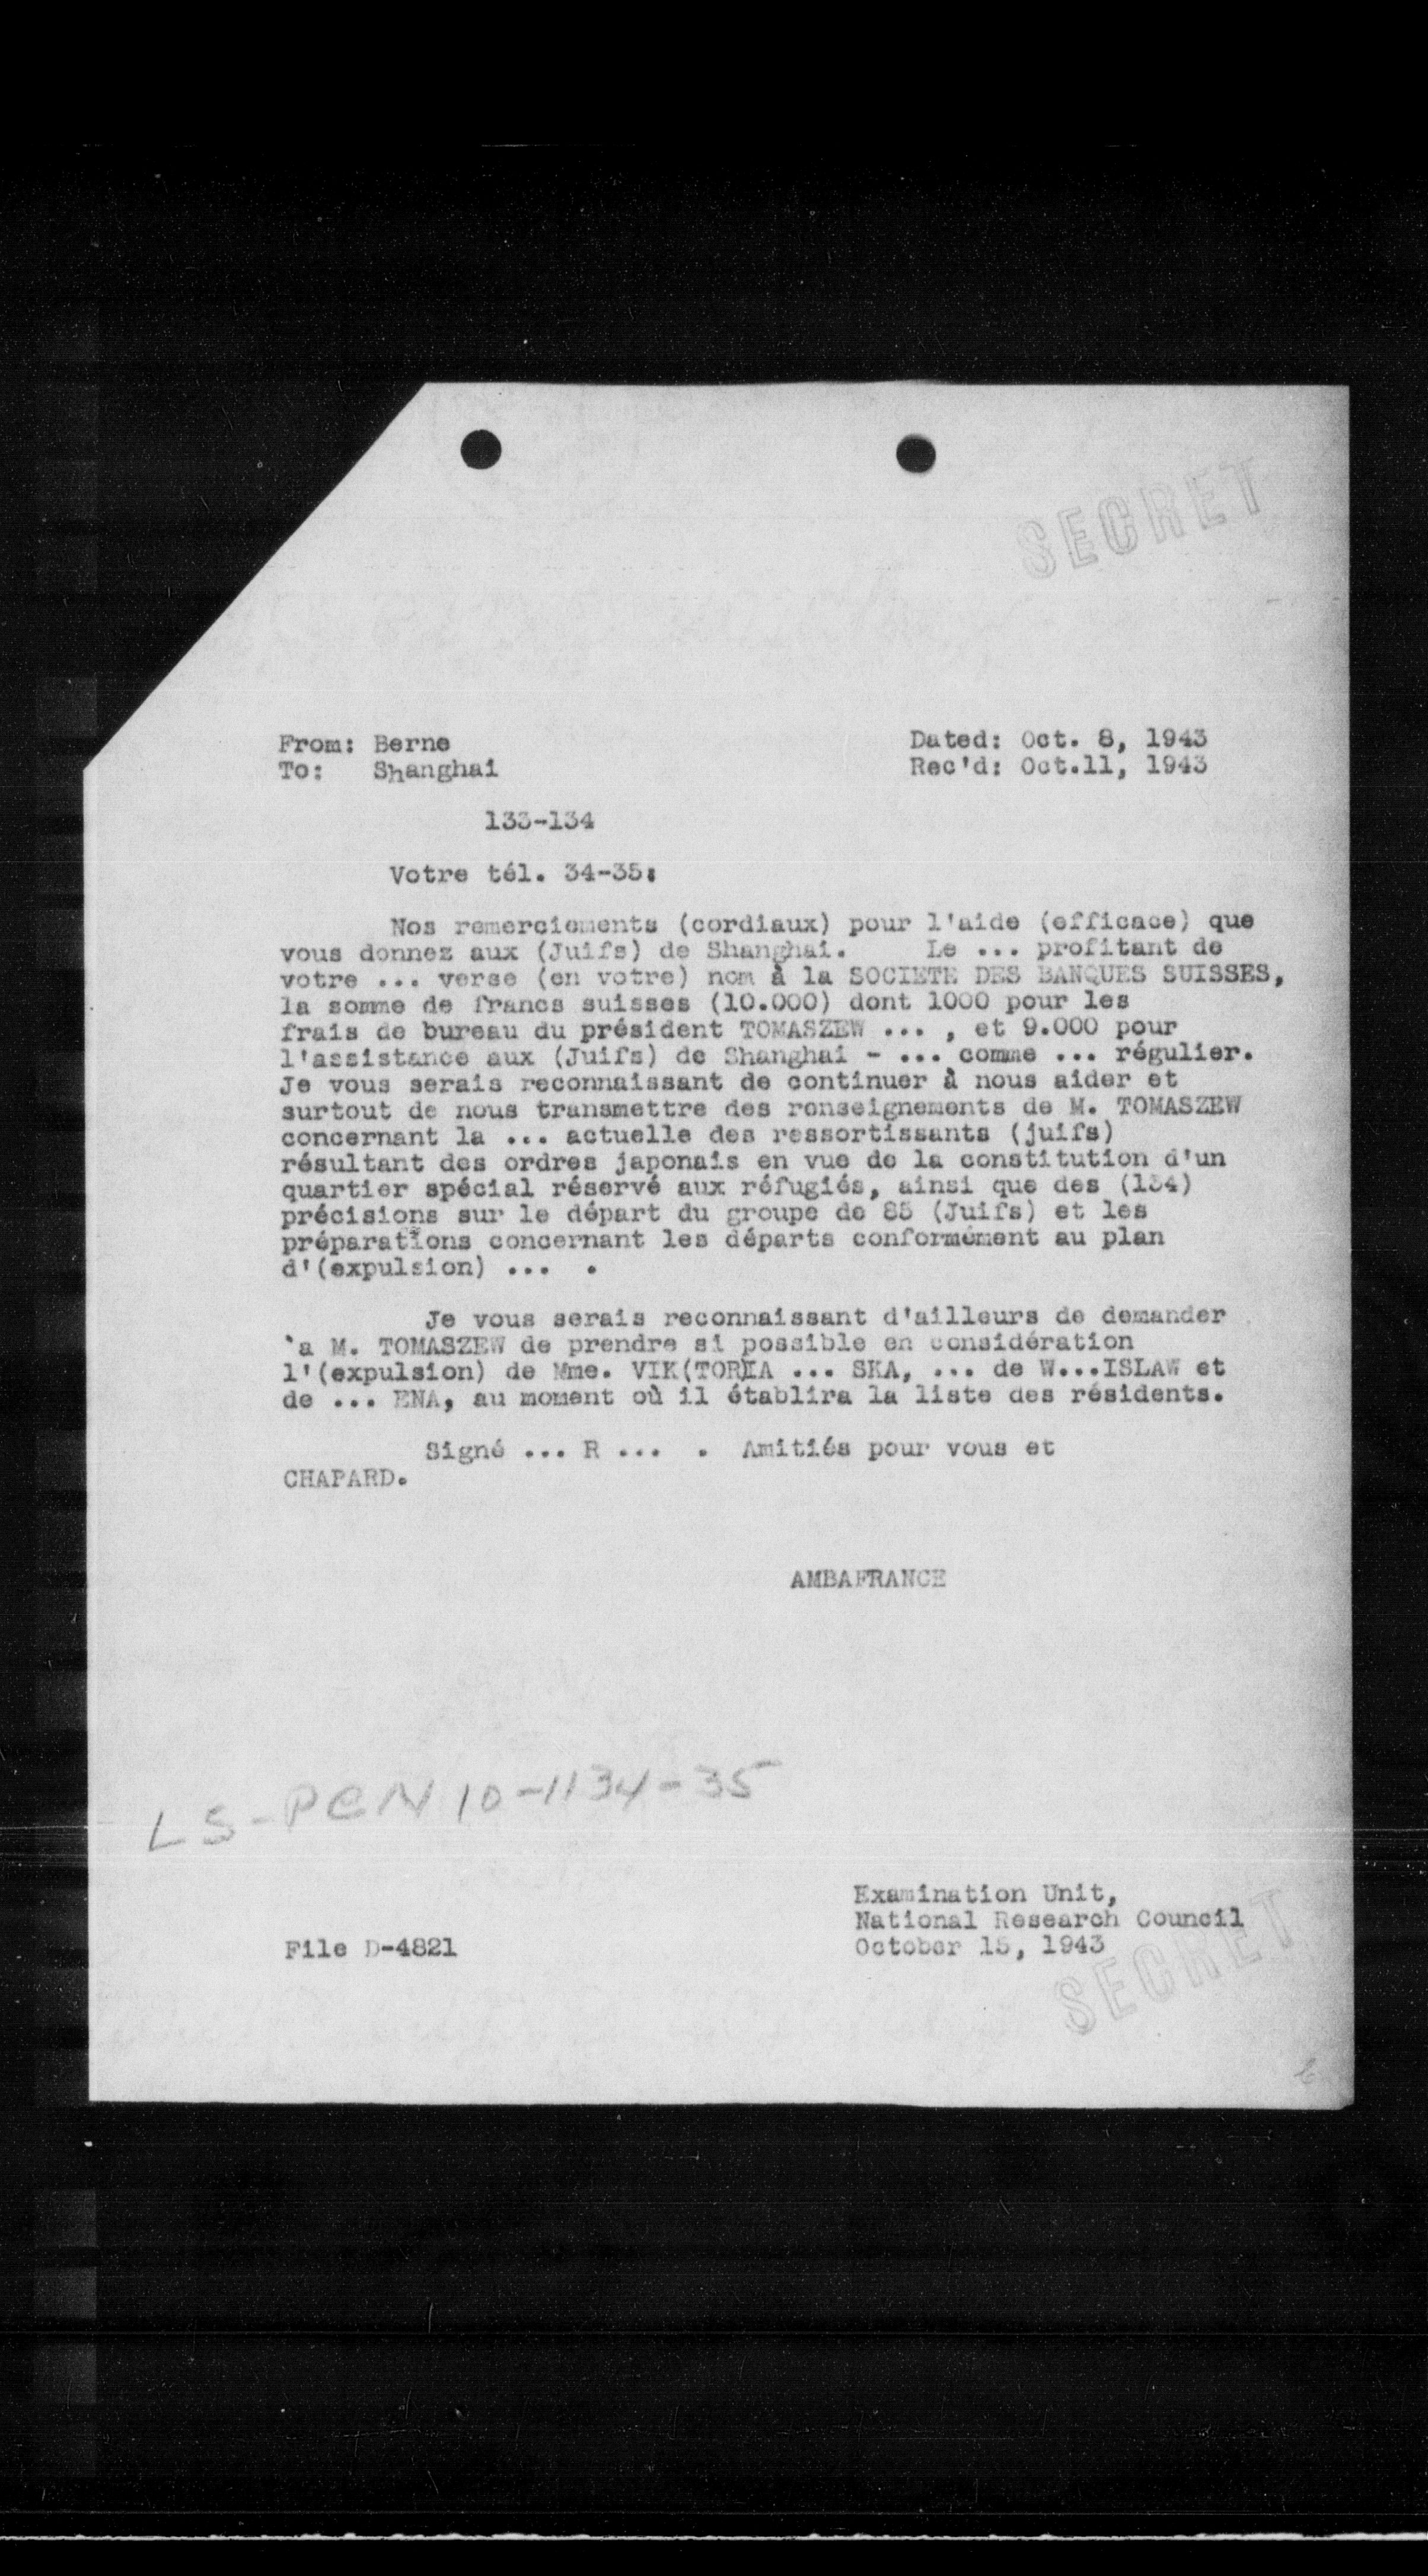 SECRET
From: Berne
To: Shanghai
Dated: Oct. 8, 1943
Rec'd: Oct.11, 1943
133-134
Votre tél. 34-35:
Nos remerciements (cordiaux) pour l'aide (efficace) que
vous donnez aux (Juifs) de Shanghai. Le ... profitant de
votre ... verse (en votre) nom à la SOCIETE DES BANQUES SUISSES,
la somme de francs suisses (10.000) dont 1000 pour les
frais de bureau du président TOMASZEW ... , et 9.000 pour
l'assistance aux (Juifs) de Shanghai - ... comme ... régulier.
Je vous serais reconnaissant de continuer à nous aider et
surtout de nous transmettre des renseignements de M. TOMASZEW
concernant la ... actuelle des ressortissants (juifs)
résultant des ordres japonais en vue de la constitution d'un
quartier spécial réservé aux réfugiés, ainsi que des (134)
précisions sur le départ du groupe de 85 (Juifs) et les
préparations concernant les départs conformément au plan
d'(expulsion) ... .
Je vous serais reconnaissant d'ailleurs de demander
`a M. TOMASZEW de prendre si possible en considération
l'(expulsion) de Mme. VIK(TOR)IA ... SKA, ... de W...ISLAW et
de ... ENA, au moment où il établira la liste des résidents.
Signé ... R ... . Amitiés pour vous et
CHAPARD.
AMBAFRANCE
LS-PCN 10-1134-35
Examination Unit,
National Research Council
October 15, 1943
File D-4821
SECRET